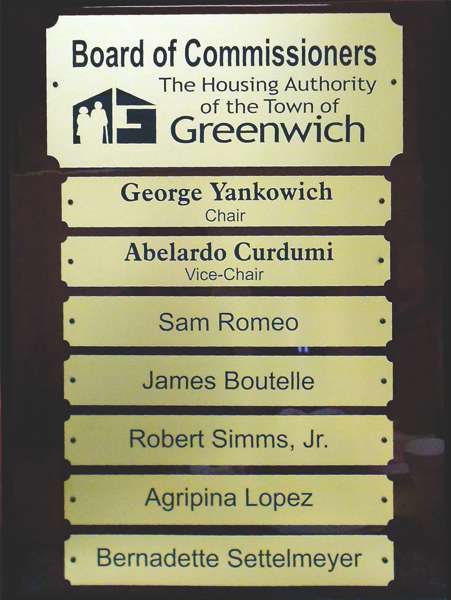 Board of Commissioners
The Housing Authority
of the Town of
Greenwich
George Yankowich
Chair
Abelardo Curdumi
Vice-Chair
Sam Romeo
James Boutelle
Robert Simms, Jr.
Agripina Lopez
Bernadette Settelmeyer